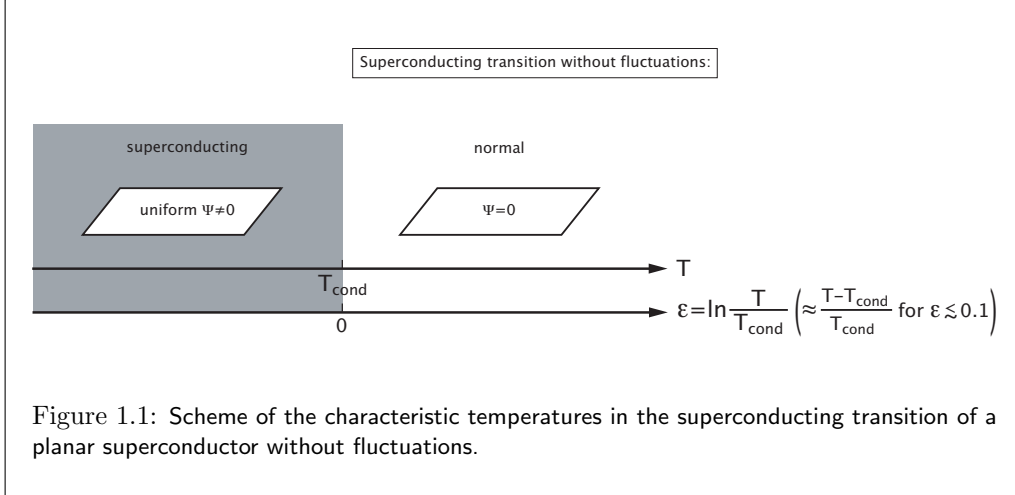 Superconducting transition without fluctuations:
superconducting
normal
uniform Ψ≠0
Ψ=0
T
T_cond
ε=ln T/T_cond (≈ T–T_cond/T_cond for ε≲0.1)
0
Figure 1.1: Scheme of the characteristic temperatures in the superconducting transition of a
planar superconductor without fluctuations.